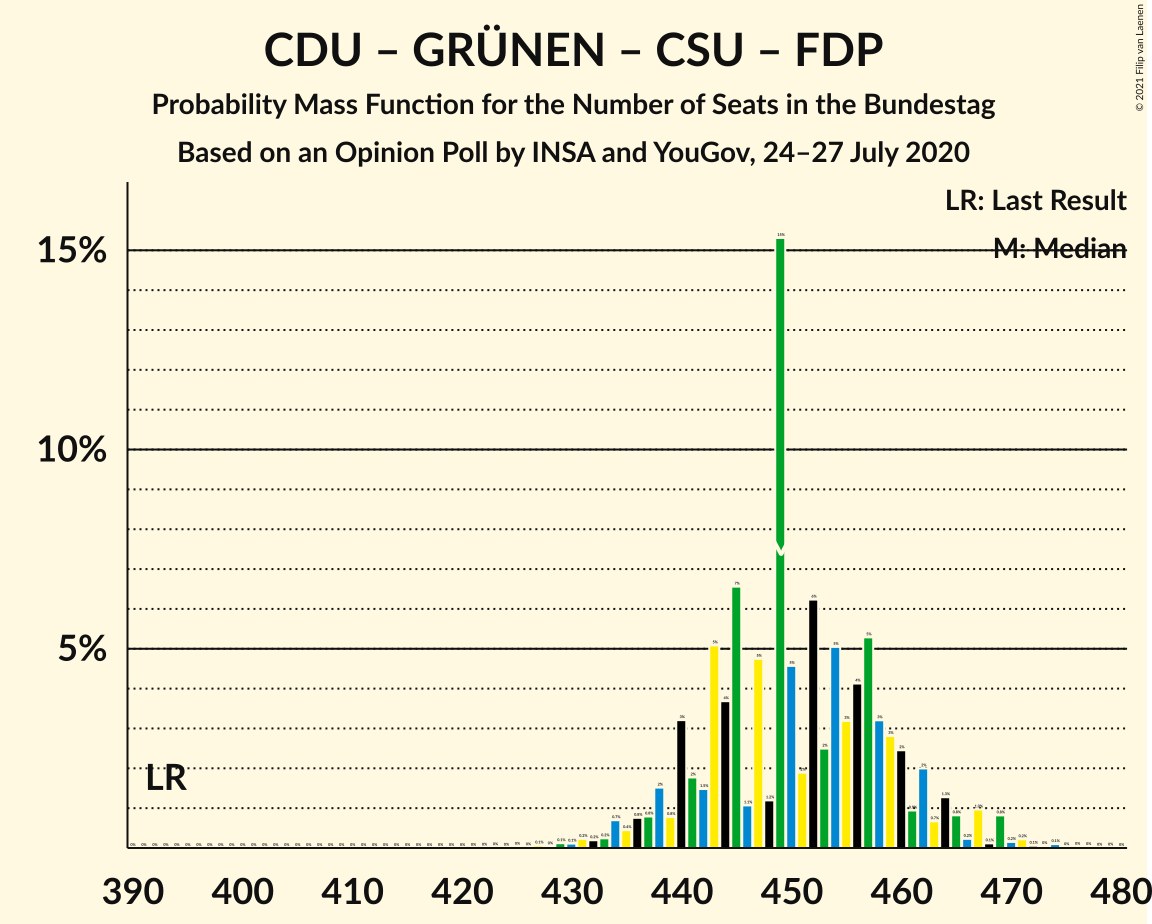 CDU – GRÜNEN – CSU – FDP
Probability Mass Function for the Number of Seats in the Bundestag
Based on an Opinion Poll by INSA and YouGov, 24–27 July 2020
© 2021 Filip van Laenen
LR: Last Result
M: Median
15%
10%
5%
LR
390 400 410 420 430 440 450 460 470 480